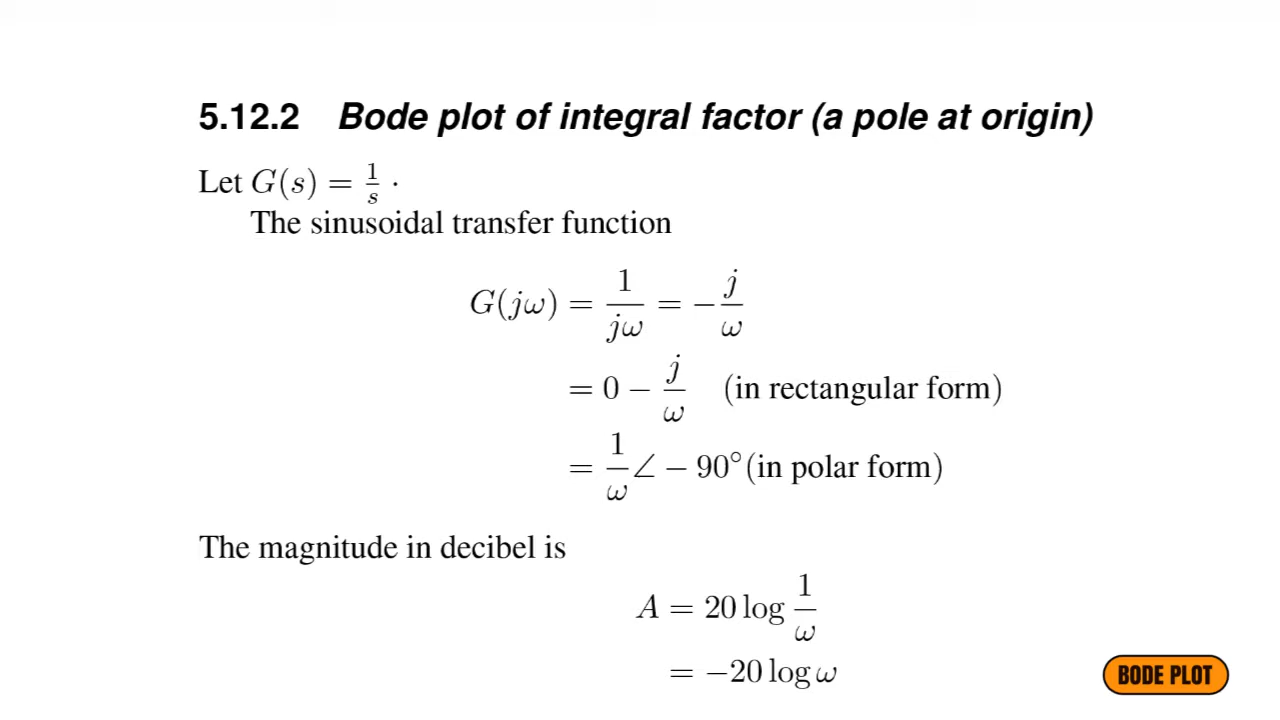 5.12.2 Bode plot of integral factor (a pole at origin)
Let G(s) = 1/s ·
The sinusoidal transfer function
G(jω) = 1/jω = − j/ω
= 0 − j/ω (in rectangular form)
= 1/ω ∠ − 90° (in polar form)
The magnitude in decibel is
A = 20 log 1/ω
= −20 log ω
BODE PLOT